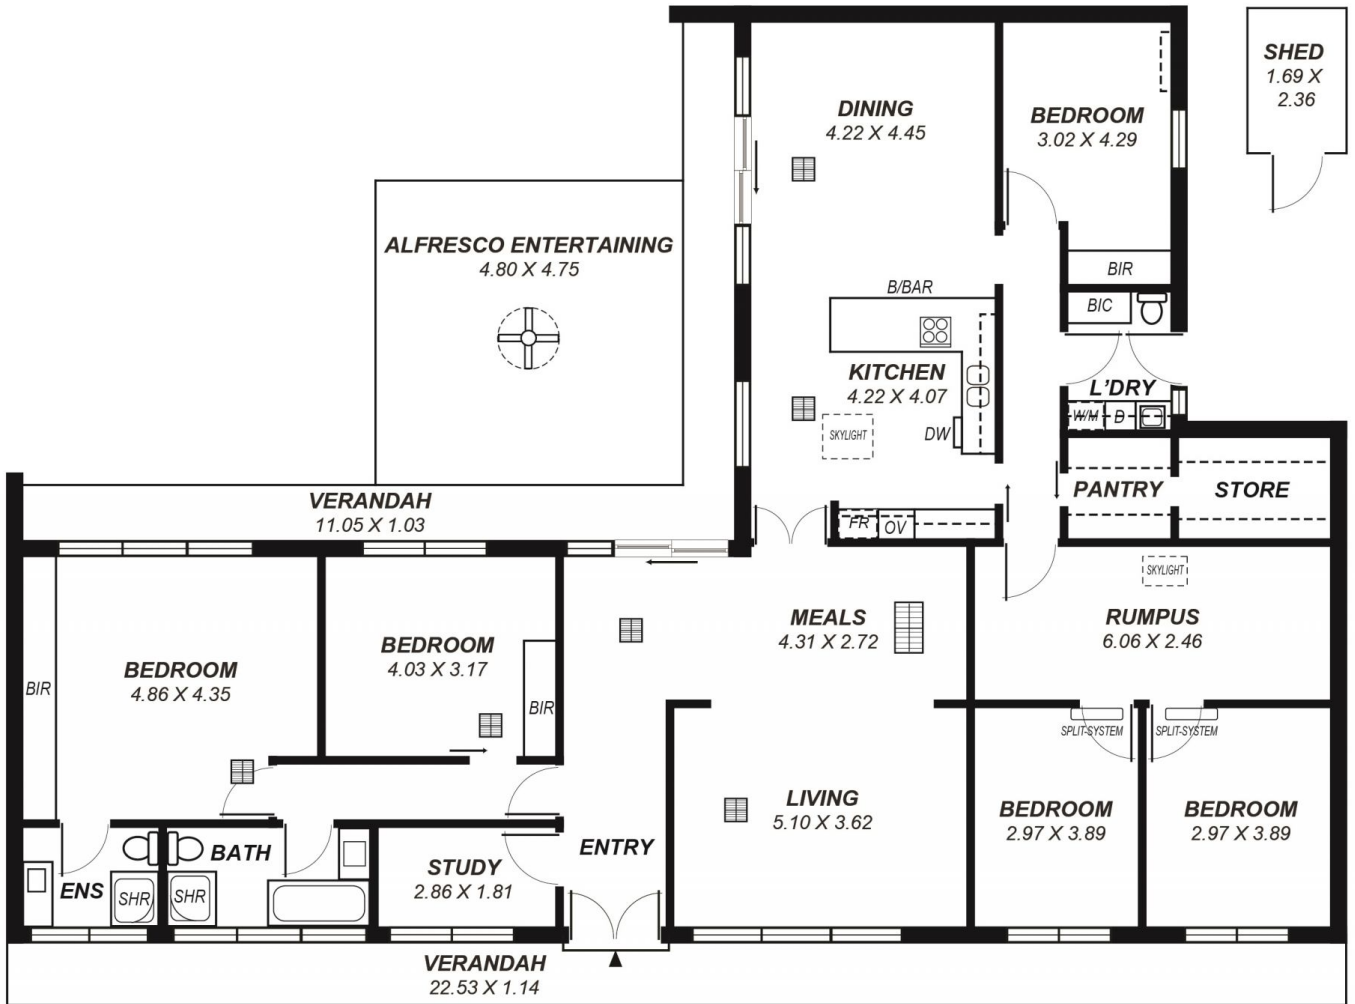 SHED
1.69 X
2.36
DINING
4.22 X 4.45
BEDROOM
3.02 X 4.29
ALFRESCO ENTERTAINING
4.80 X 4.75
BIR
B/BAR
BIC
KITCHEN
4.22 X 4.07
L'DRY
W/M
D
SKYLIGHT
DW
PANTRY
STORE
VERANDAH
11.05 X 1.03
FR
OV
SKYLIGHT
MEALS
4.31 X 2.72
RUMPUS
6.06 X 2.46
BEDROOM
4.03 X 3.17
BEDROOM
4.86 X 4.35
BIR
BIR
SPLIT-SYSTEM
SPLIT-SYSTEM
LIVING
5.10 X 3.62
BEDROOM
2.97 X 3.89
BEDROOM
2.97 X 3.89
ENTRY
BATH
STUDY
2.86 X 1.81
ENS
SHR
SHR
VERANDAH
22.53 X 1.14